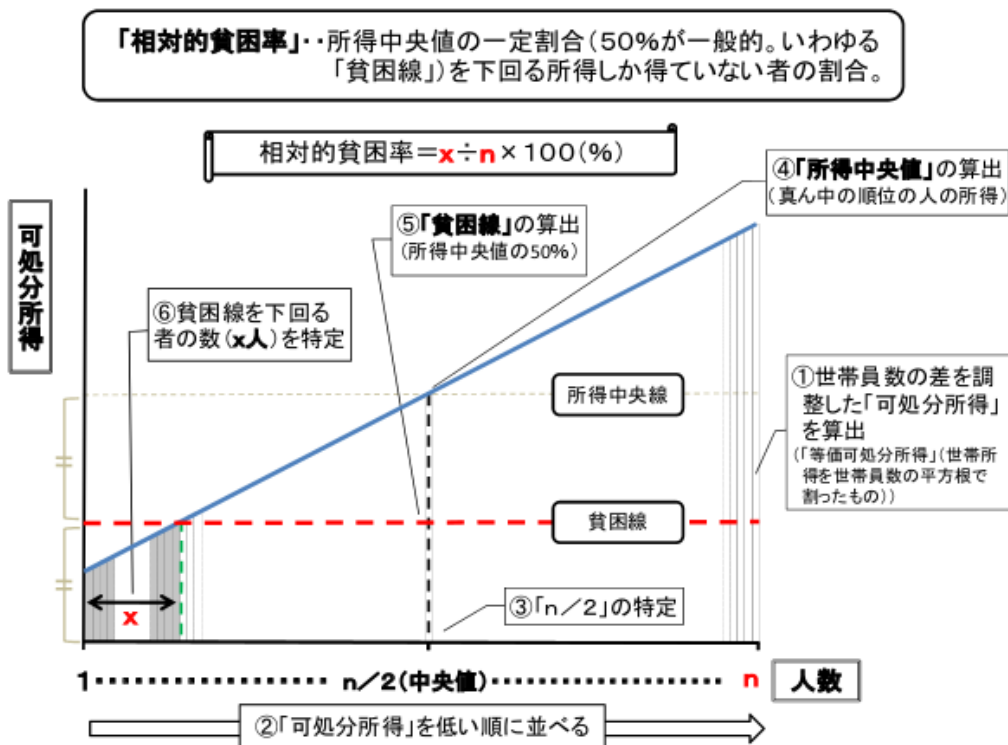 「相対的貧困率」‥所得中央値の一定割合（50％が一般的。いわゆる
「貧困線」）を下回る所得しか得ていない者の割合。
相対的貧困率＝x÷n×100（％）
④「所得中央値」の算出
（真ん中の順位の人の所得）
⑤「貧困線」の算出
（所得中央値の50％）
可処分所得
⑥貧困線を下回る
者の数（x人）を特定
所得中央線
①世帯員数の差を調
整した「可処分所得」
を算出
（「等価可処分所得」（世帯所
得を世帯員数の平方根で
割ったもの））
貧困線
x
③「n／2」の特定
1‥‥‥‥‥‥‥‥‥‥‥n／2（中央値）‥‥‥‥‥‥‥‥‥‥‥n
人数
②「可処分所得」を低い順に並べる